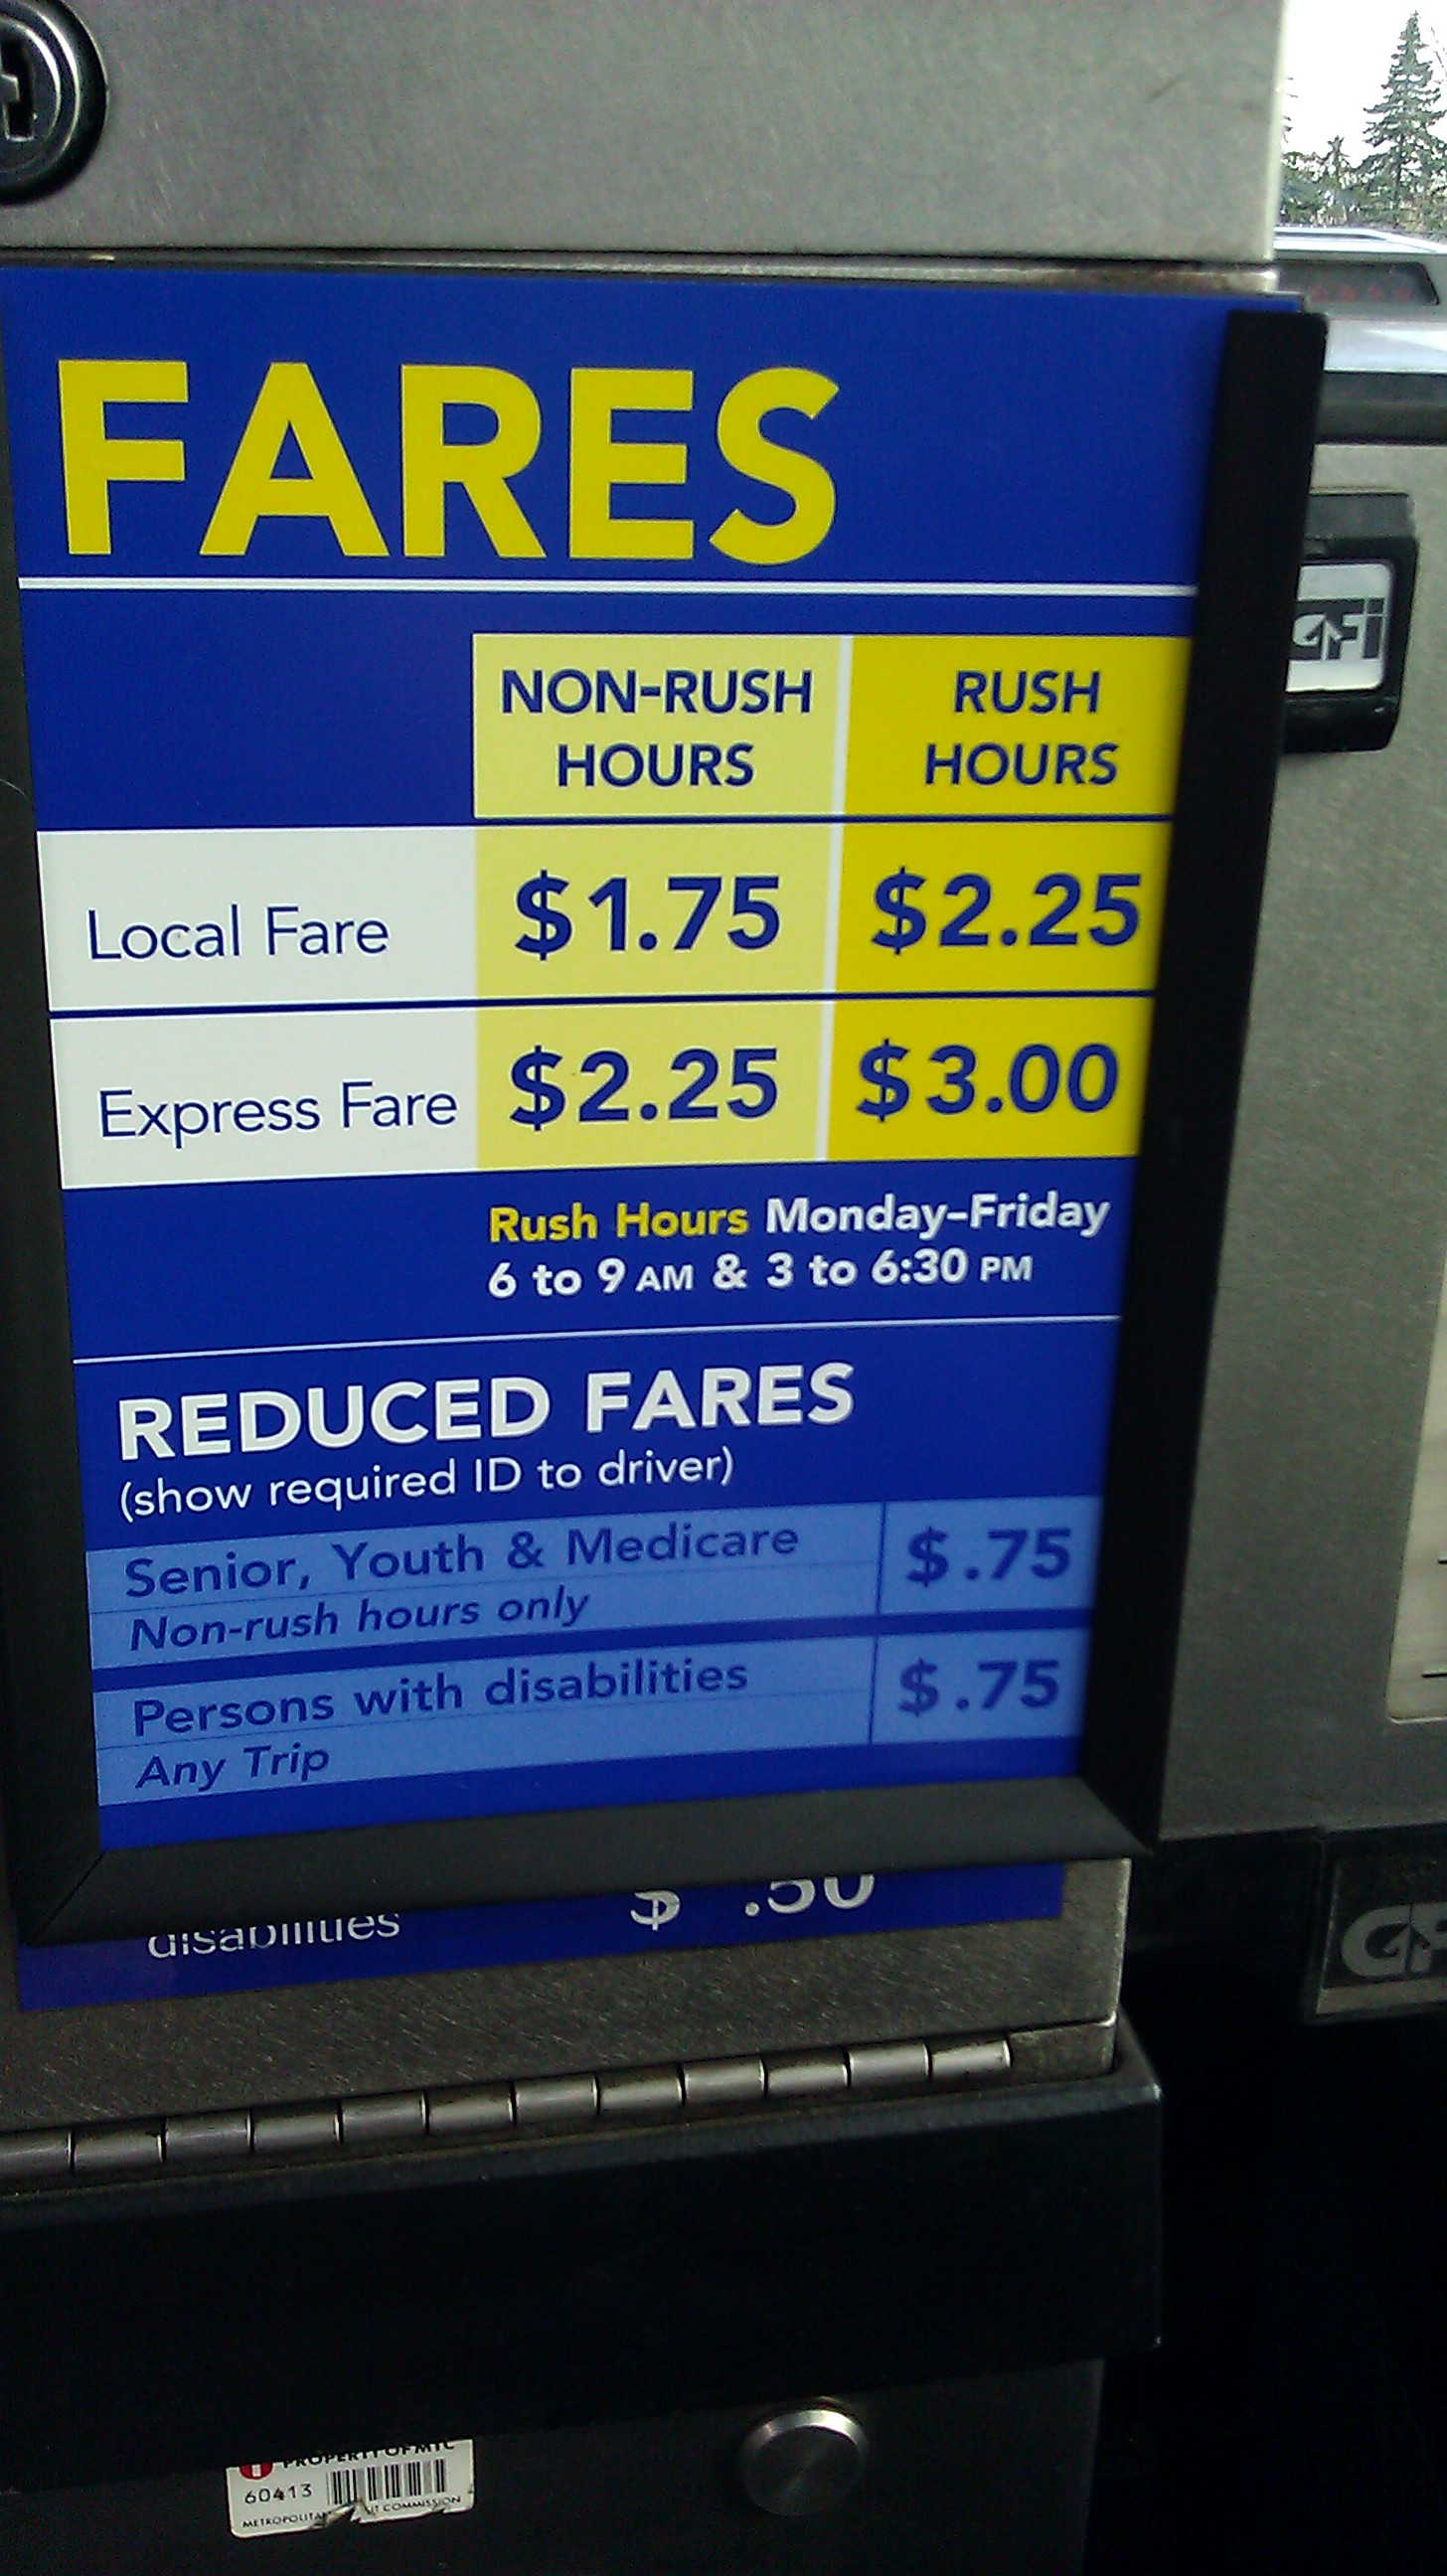 FARES
NON-RUSH HOURS
RUSH HOURS
Local Fare $1.75 $2.25
Express Fare $2.25 $3.00
Rush Hours Monday–Friday
6 to 9 AM & 3 to 6:30 PM
REDUCED FARES
(show required ID to driver)
Senior, Youth & Medicare $.75
Non-rush hours only
Persons with disabilities $.75
Any Trip
disabilities $ .50
GFI
PROPERTY OF MTC
60413
COMMISSION